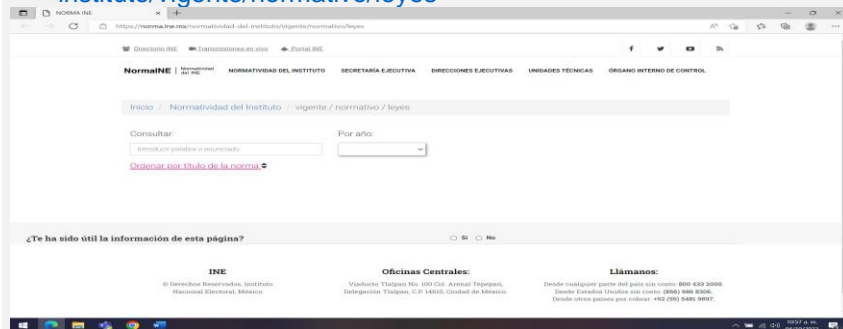 instituto/vigente/normativo/leyes
NORMA INE
https://norma.ine.mx/normatividad-del-instituto/vigente/normativo/leyes
Directorio INE Transmisiones en vivo Portal INE
NormaINE | Normatividad del INE NORMATIVIDAD DEL INSTITUTO SECRETARÍA EJECUTIVA DIRECCIONES EJECUTIVAS UNIDADES TÉCNICAS ÓRGANO INTERNO DE CONTROL
Inicio / Normatividad del Instituto / vigente / normativo / leyes
Consultar: Por año:
Introduce palabra o enunciado
Ordenar por título de la norma
¿Te ha sido útil la información de esta página? Si No
INE Oficinas Centrales: Llámanos:
© Derechos Reservados, Instituto Viaducto Tlalpan No. 100 Col. Arenal Tepepan, Desde cualquier parte del país sin costo: 800 433 2000.
Nacional Electoral, México Delegación Tlalpan, C.P. 14610, Ciudad de México. Desde Estados Unidos sin costo: (866) 986 8306.
Desde otros países por cobrar: +52 (55) 5481 9897.
10:57 a. m.